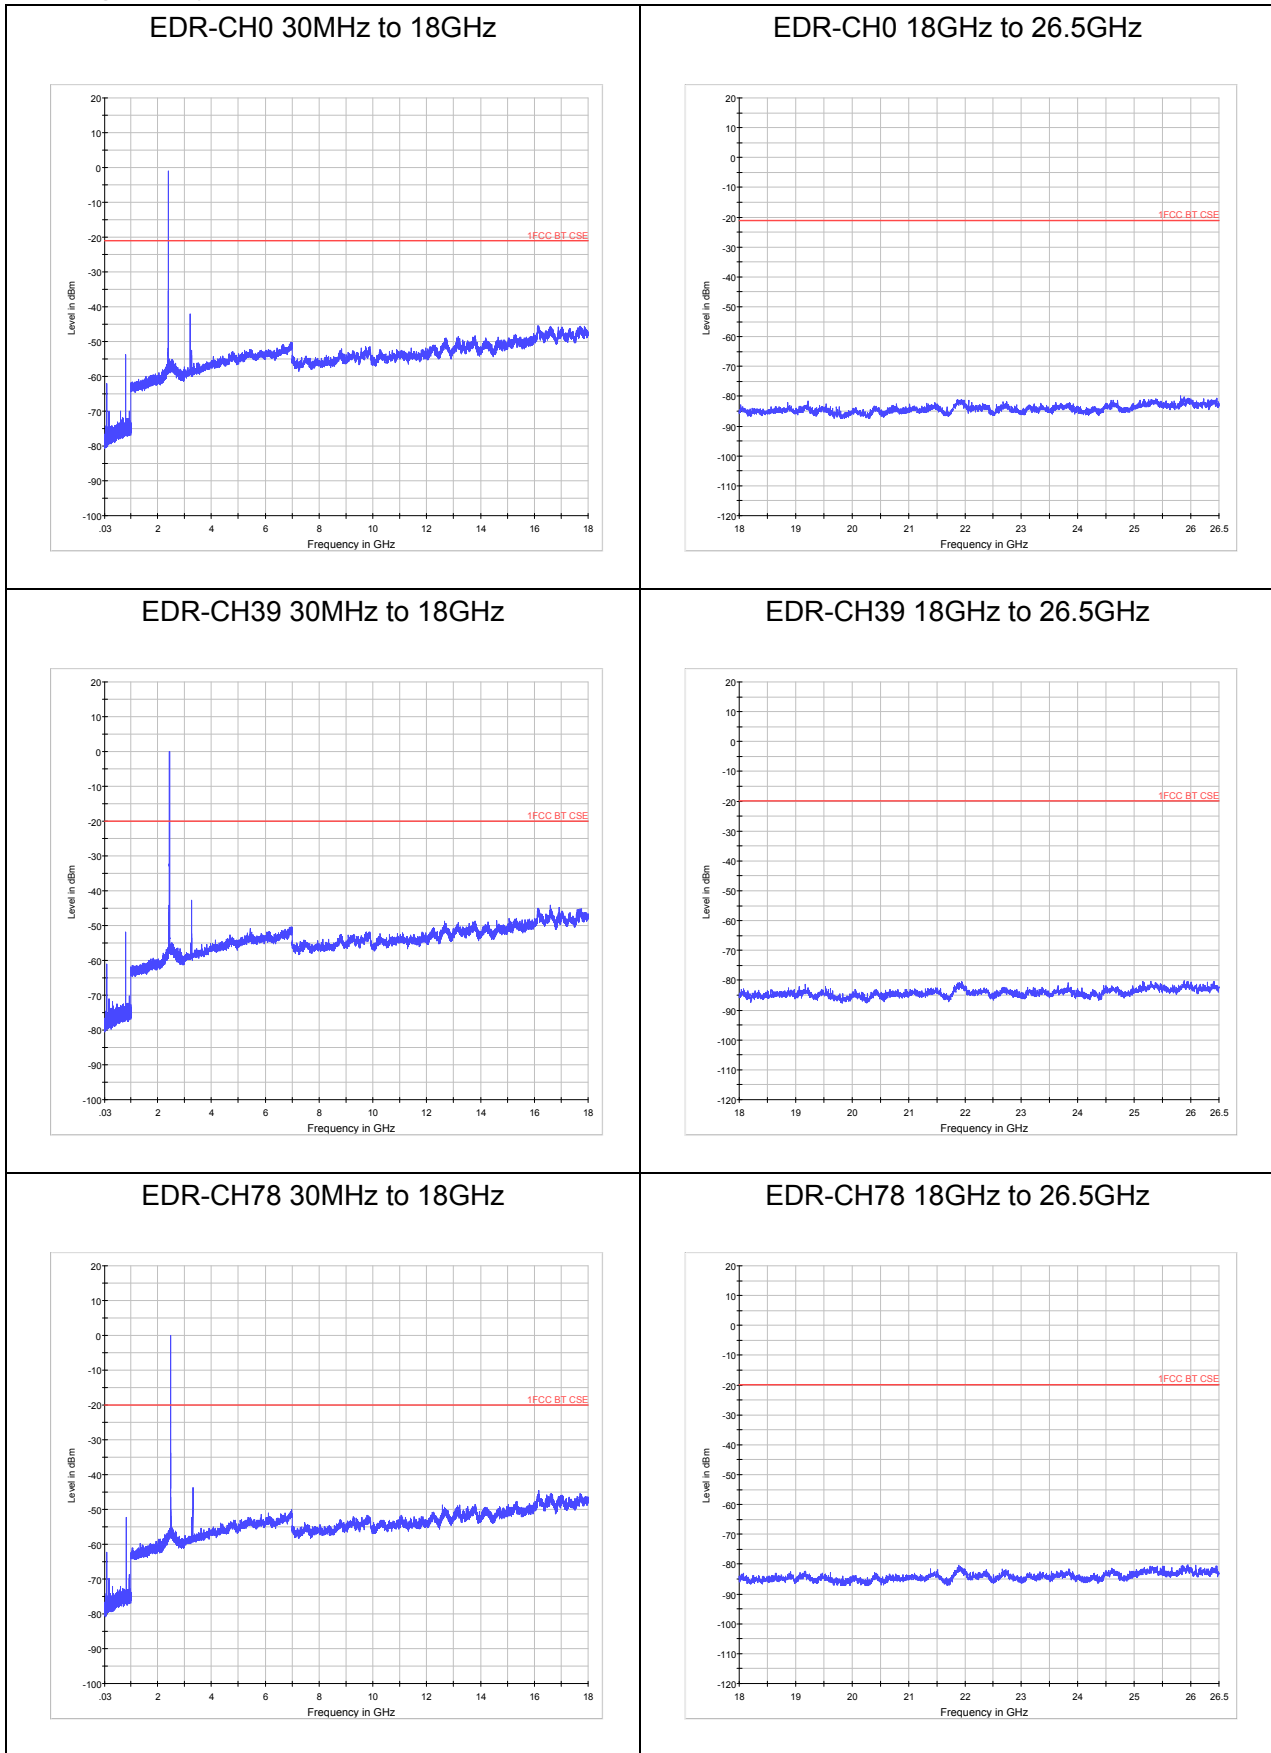 EDR-CH0 30MHz to 18GHz
20
10
0
-10
-20
-30
-40
-50
-60
-70
-80
-90
-100
Level in dBm
1FCC BT CSE
.03 2 4 6 8 10 12 14 16 18
Frequency in GHz
EDR-CH0 18GHz to 26.5GHz
20
10
0
-10
-20
-30
-40
-50
-60
-70
-80
-90
-100
-110
-120
Level in dBm
1FCC BT CSE
18 19 20 21 22 23 24 25 26 26.5
Frequency in GHz
EDR-CH39 30MHz to 18GHz
20
10
0
-10
-20
-30
-40
-50
-60
-70
-80
-90
-100
Level in dBm
1FCC BT CSE
.03 2 4 6 8 10 12 14 16 18
Frequency in GHz
EDR-CH39 18GHz to 26.5GHz
20
10
0
-10
-20
-30
-40
-50
-60
-70
-80
-90
-100
-110
-120
Level in dBm
1FCC BT CSE
18 19 20 21 22 23 24 25 26 26.5
Frequency in GHz
EDR-CH78 30MHz to 18GHz
20
10
0
-10
-20
-30
-40
-50
-60
-70
-80
-90
-100
Level in dBm
1FCC BT CSE
.03 2 4 6 8 10 12 14 16 18
Frequency in GHz
EDR-CH78 18GHz to 26.5GHz
20
10
0
-10
-20
-30
-40
-50
-60
-70
-80
-90
-100
-110
-120
Level in dBm
1FCC BT CSE
18 19 20 21 22 23 24 25 26 26.5
Frequency in GHz